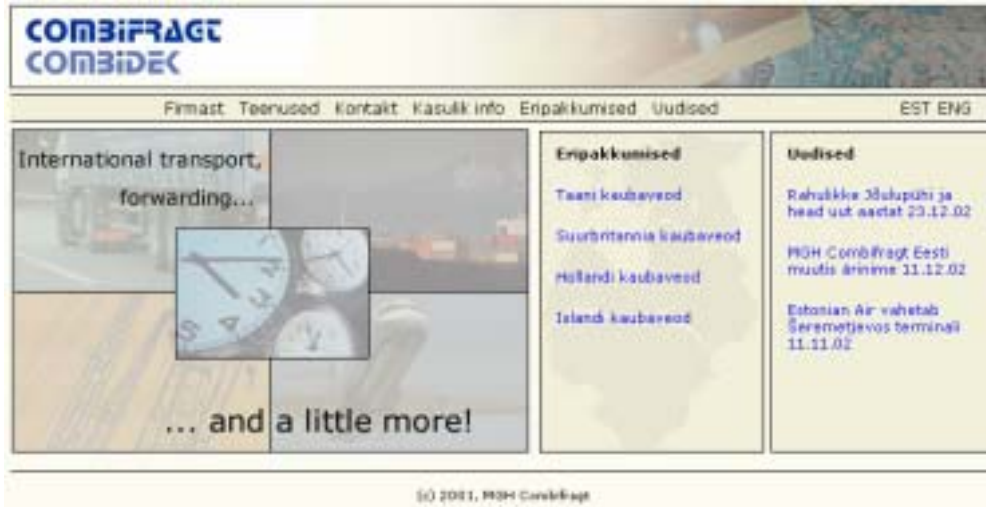 COMBIFRAGT
COMBIDEC
Firmast Teenused Kontakt Kasulik info Eripakkumised Uudised EST ENG
International transport,
forwarding...
... and a little more!
Eripakkumised
Taani kaubaveod
Suurbritannia kaubaveod
Hollandi kaubaveod
Islandi kaubaveod
Uudised
Rahulikke Jõulupühi ja
head uut aastat 23.12.02
MGH Combifragt Eesti
muutis ärinime 11.12.02
Estonian Air vahetab
Šeremetjevos terminali
11.11.02
(c) 2001, MGH Combifragt